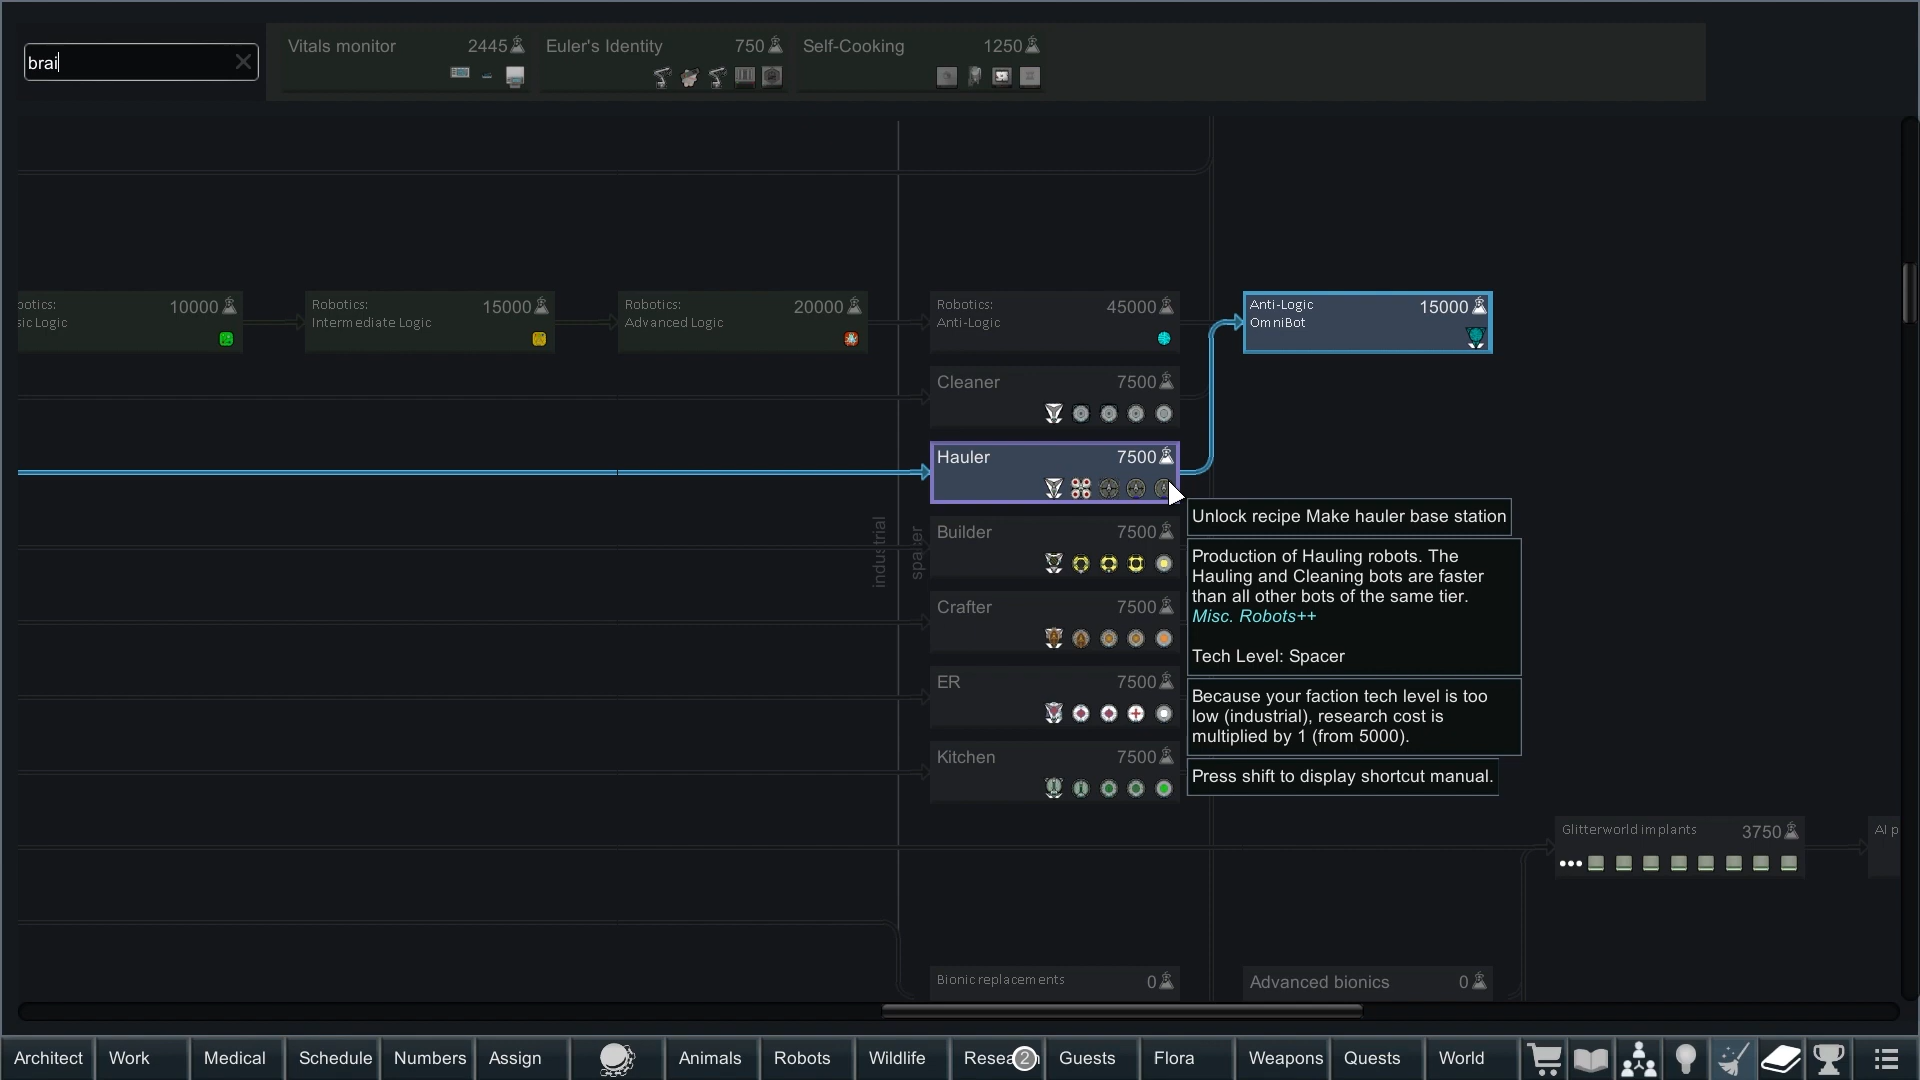 brai
Vitals monitor 2445
Euler's Identity 750
Self-Cooking 1250
botics: 10000
sic Logic
Robotics: 15000
Intermediate Logic
Robotics: 20000
Advanced Logic
Robotics: 45000
Anti-Logic
Anti-Logic 15000
OmniBot
Cleaner 7500
Hauler 7500
industrial
spacer
Builder 7500
Crafter 7500
ER 7500
Kitchen 7500
Unlock recipe Make hauler base station
Production of Hauling robots. The
Hauling and Cleaning bots are faster
than all other bots of the same tier.
Misc. Robots++
Tech Level: Spacer
Because your faction tech level is too
low (industrial), research cost is
multiplied by 1 (from 5000).
Press shift to display shortcut manual.
Glitterworld implants 3750
AI p
Bionic replacements 0
Advanced bionics 0
Architect Work Medical Schedule Numbers Assign Animals Robots Wildlife Resea 2 Guests Flora Weapons Quests World